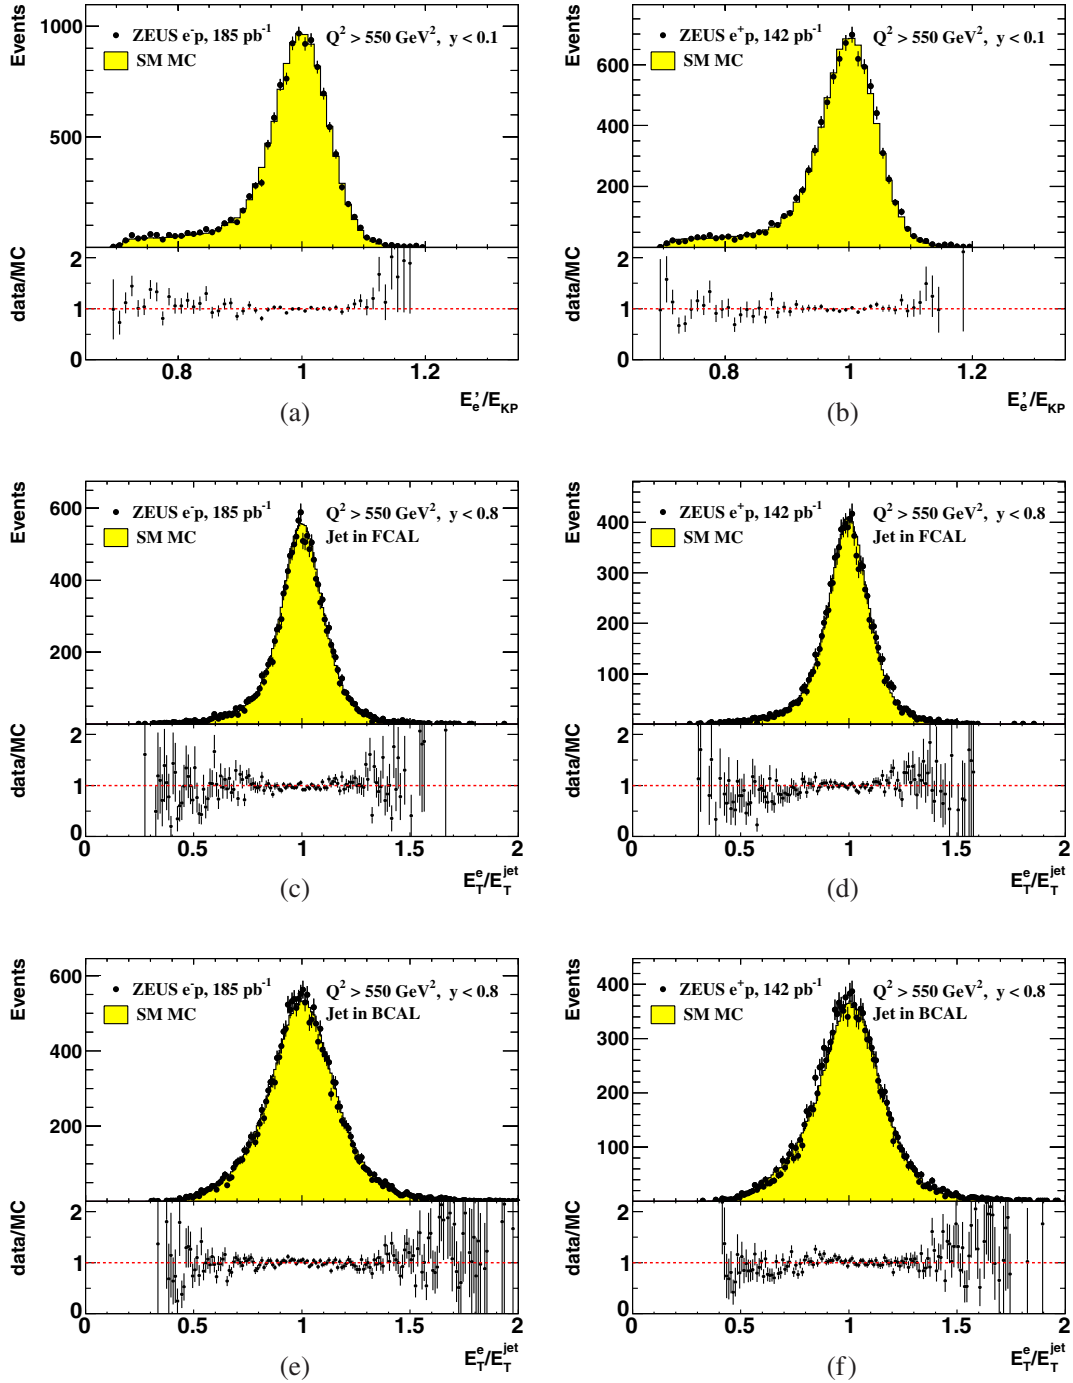 Events
1000
500
ZEUS e⁻p, 185 pb⁻¹
Q² > 550 GeV², y < 0.1
SM MC
data/MC
2
1
0
0.8 1 1.2
E'ₑ/E_KP
(a)
Events
600
400
200
ZEUS e⁺p, 142 pb⁻¹
Q² > 550 GeV², y < 0.1
SM MC
data/MC
2
1
0
0.8 1 1.2
E'ₑ/E_KP
(b)
Events
600
400
200
ZEUS e⁻p, 185 pb⁻¹
Q² > 550 GeV², y < 0.8
SM MC
Jet in FCAL
data/MC
2
1
0
0 0.5 1 1.5 2
E_T^e/E_T^jet
(c)
Events
400
300
200
100
ZEUS e⁺p, 142 pb⁻¹
Q² > 550 GeV², y < 0.8
SM MC
Jet in FCAL
data/MC
2
1
0
0 0.5 1 1.5 2
E_T^e/E_T^jet
(d)
Events
600
400
200
ZEUS e⁻p, 185 pb⁻¹
Q² > 550 GeV², y < 0.8
SM MC
Jet in BCAL
data/MC
2
1
0
0 0.5 1 1.5 2
E_T^e/E_T^jet
(e)
Events
400
300
200
100
ZEUS e⁺p, 142 pb⁻¹
Q² > 550 GeV², y < 0.8
SM MC
Jet in BCAL
data/MC
2
1
0
0 0.5 1 1.5 2
E_T^e/E_T^jet
(f)